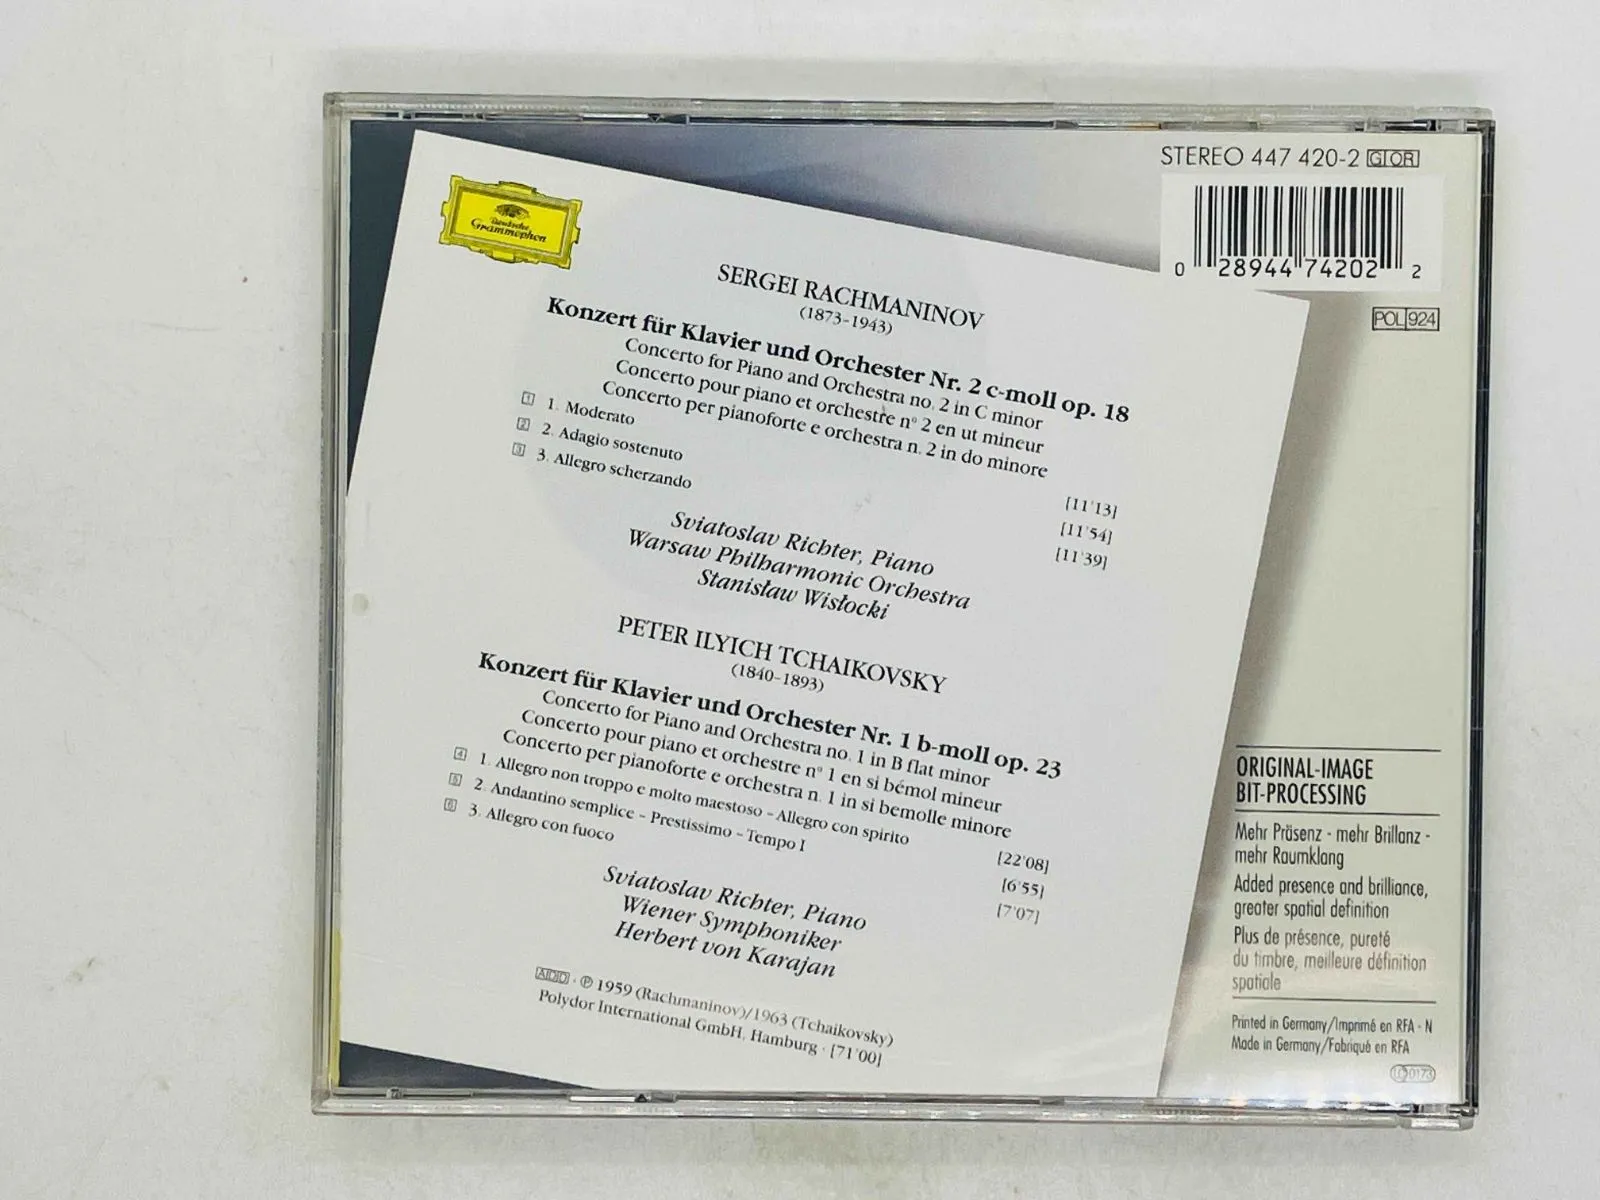 STEREO 447 420-2 GH OR
0 28944 74202 2
POL 924
Deutsche
Grammophon
SERGEI RACHMANINOV
(1873-1943)
Konzert für Klavier und Orchester Nr. 2 c-moll op. 18
Concerto for Piano and Orchestra no. 2 in C minor
Concerto pour piano et orchestre n° 2 en ut mineur
Concerto per pianoforte e orchestra n. 2 in do minore
1 1. Moderato [11'13]
2 2. Adagio sostenuto [11'54]
3 3. Allegro scherzando [11'39]
Sviatoslav Richter, Piano
Warsaw Philharmonic Orchestra
Stanisław Wisłocki
PETER ILYICH TCHAIKOVSKY
(1840-1893)
Konzert für Klavier und Orchester Nr. 1 b-moll op. 23
Concerto for Piano and Orchestra no. 1 in B flat minor
Concerto pour piano et orchestre n° 1 en si bémol mineur
Concerto per pianoforte e orchestra n. 1 in si bemolle minore
4 1. Allegro non troppo e molto maestoso - Allegro con spirito [22'08]
5 2. Andantino semplice - Prestissimo - Tempo I [6'55]
6 3. Allegro con fuoco [7'07]
Sviatoslav Richter, Piano
Wiener Symphoniker
Herbert von Karajan
ADD · ℗ 1959 (Rachmaninov)/1963 (Tchaikovsky)
Polydor International GmbH, Hamburg · [71'00]
ORIGINAL-IMAGE
BIT-PROCESSING
Mehr Präsenz - mehr Brillanz -
mehr Raumklang
Added presence and brilliance,
greater spatial definition
Plus de présence, pureté
du timbre, meilleure définition
spatiale
Printed in Germany/Imprimé en RFA - N
Made in Germany/Fabriqué en RFA
LC 0173